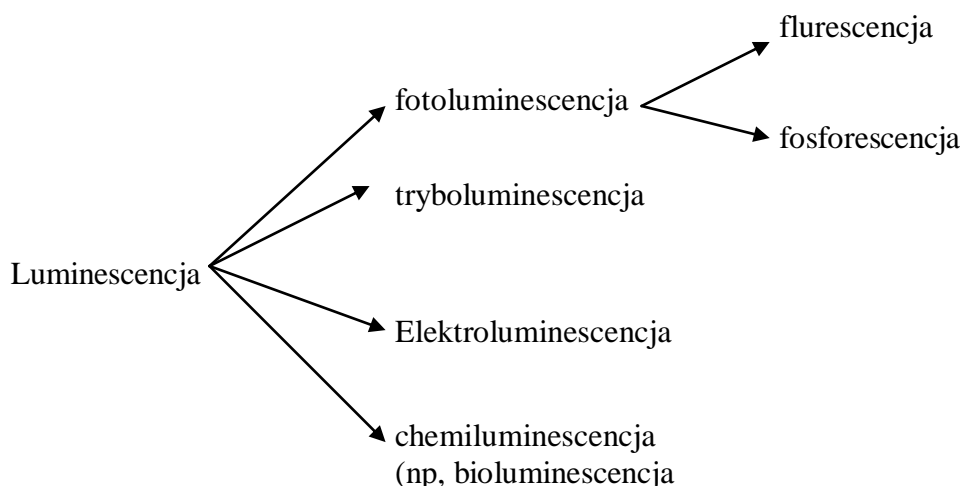 flurescencja
fotoluminescencja
fosforescencja
tryboluminescencja
Luminescencja
Elektroluminescencja
chemiluminescencja
(np, bioluminescencja